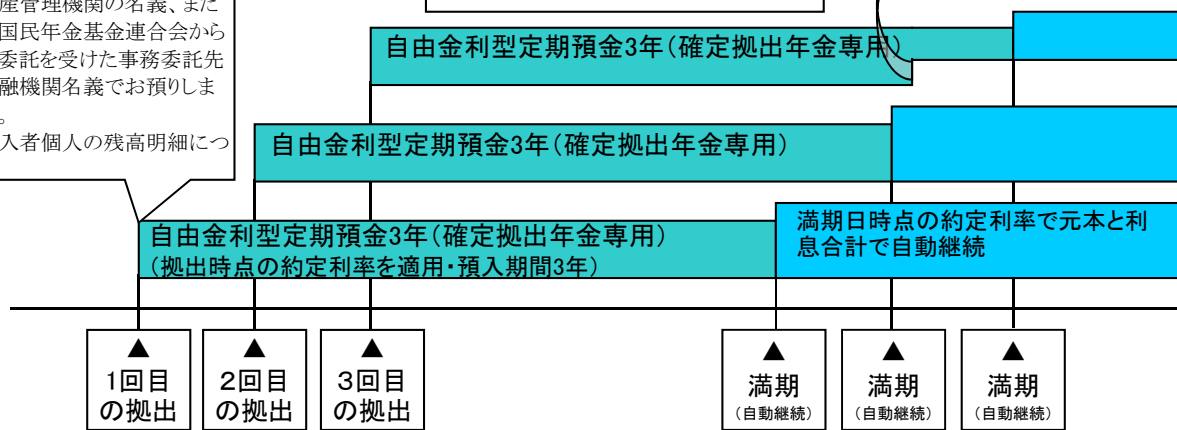 産管理機関の名義、また
国民年金基金連合会から
委託を受けた事務委託先
融機関名義でお預りしま
。
入者個人の残高明細につ
自由金利型定期預金3年(確定拠出年金専用)
自由金利型定期預金3年(確定拠出年金専用)
自由金利型定期預金3年(確定拠出年金専用)
(拠出時点の約定利率を適用・預入期間3年)
満期日時点の約定利率で元本と利
息合計で自動継続
▲
1回目
の拠出
▲
2回目
の拠出
▲
3回目
の拠出
▲
満期
(自動継続)
▲
満期
(自動継続)
▲
満期
(自動継続)